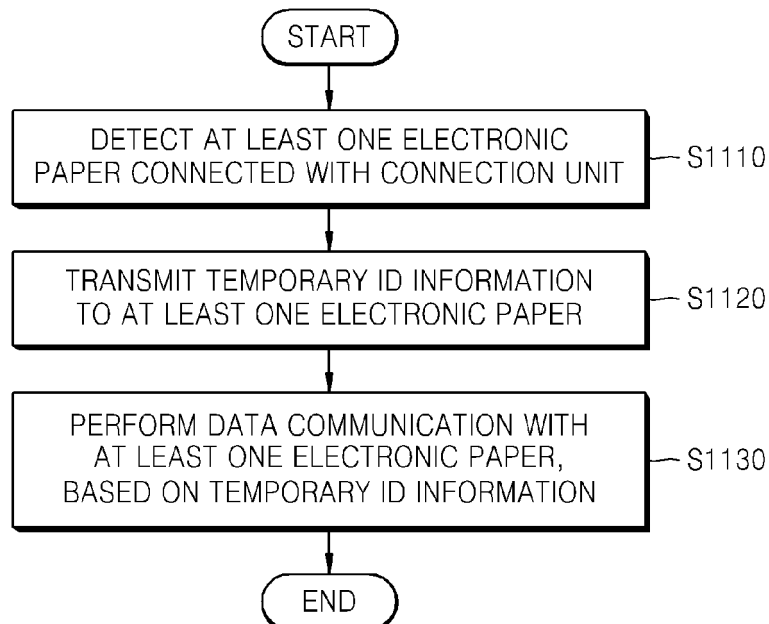 START
DETECT AT LEAST ONE ELECTRONIC
PAPER CONNECTED WITH CONNECTION UNIT
S1110
TRANSMIT TEMPORARY ID INFORMATION
TO AT LEAST ONE ELECTRONIC PAPER
S1120
PERFORM DATA COMMUNICATION WITH
AT LEAST ONE ELECTRONIC PAPER,
BASED ON TEMPORARY ID INFORMATION
S1130
END